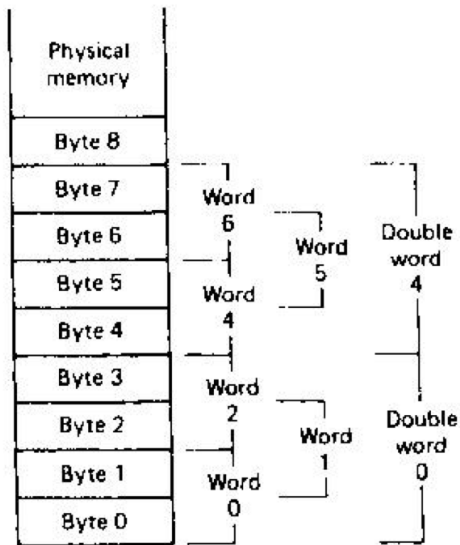 Physical
memory
Byte 8
Byte 7
Byte 6
Byte 5
Byte 4
Byte 3
Byte 2
Byte 1
Byte 0
Word
6
Word
4
Word
2
Word
0
Word
5
Word
1
Double
word
4
Double
word
0